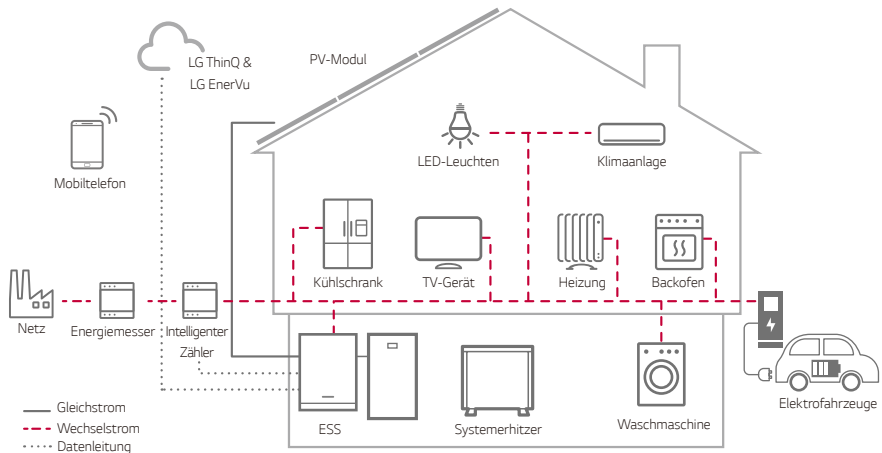 LG ThinQ &
LG EnerVu
PV-Modul
Mobiltelefon
LED-Leuchten
Klimaanlage
Kühlschrank
TV-Gerät
Heizung
Backofen
Netz
Energiemesser
Intelligenter
Zähler
Elektrofahrzeuge
ESS
Systemerhitzer
Waschmaschine
Gleichstrom
Wechselstrom
Datenleitung